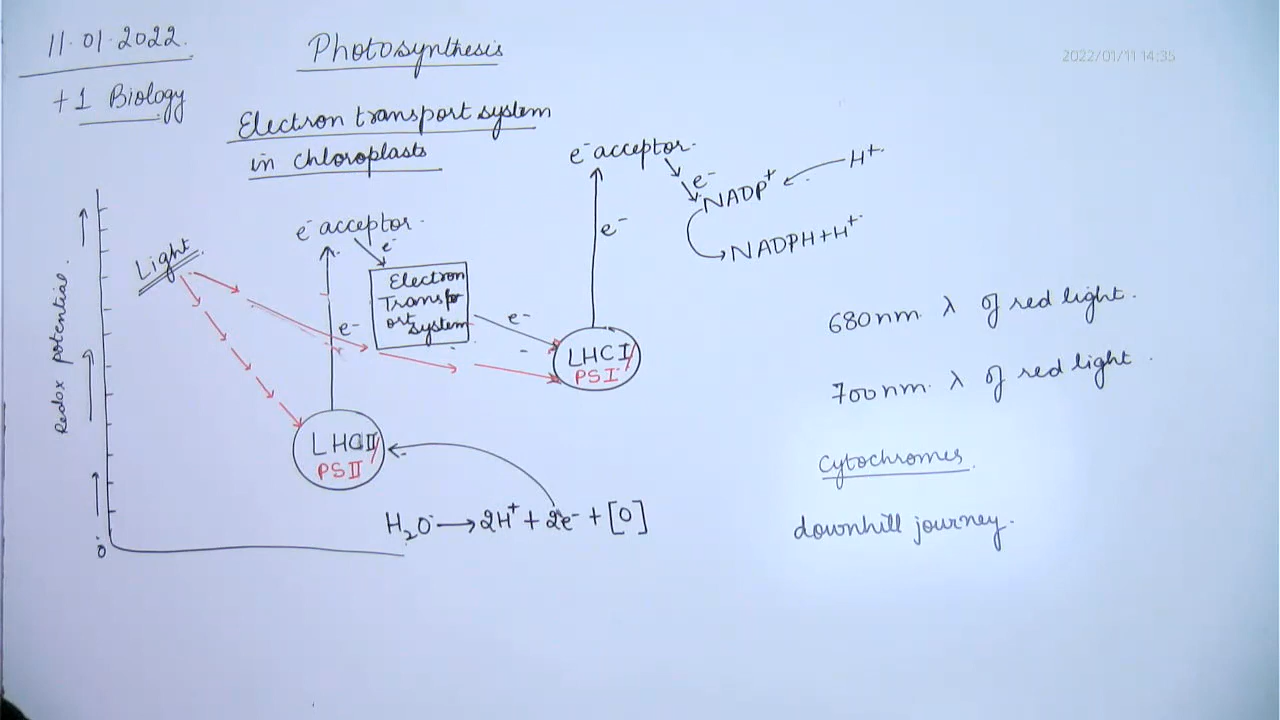 11.01.2022.
+1 Biology
Photosynthesis
2022/01/11 14:35
Electron transport system
in chloroplasts
e⁻ acceptor.
e⁻
NADP⁺
H⁺
NADPH+H⁺
e⁻
Light
e⁻ acceptor.
e⁻
Electron
Transp
ort
System
e⁻
e⁻
LHC I/
PS I
LHC II/
PS II
H₂O → 2H⁺ + 2e⁻ + [O]
Redox potential.
0
680nm λ of red light.
700nm λ of red light.
Cytochromes.
downhill journey.